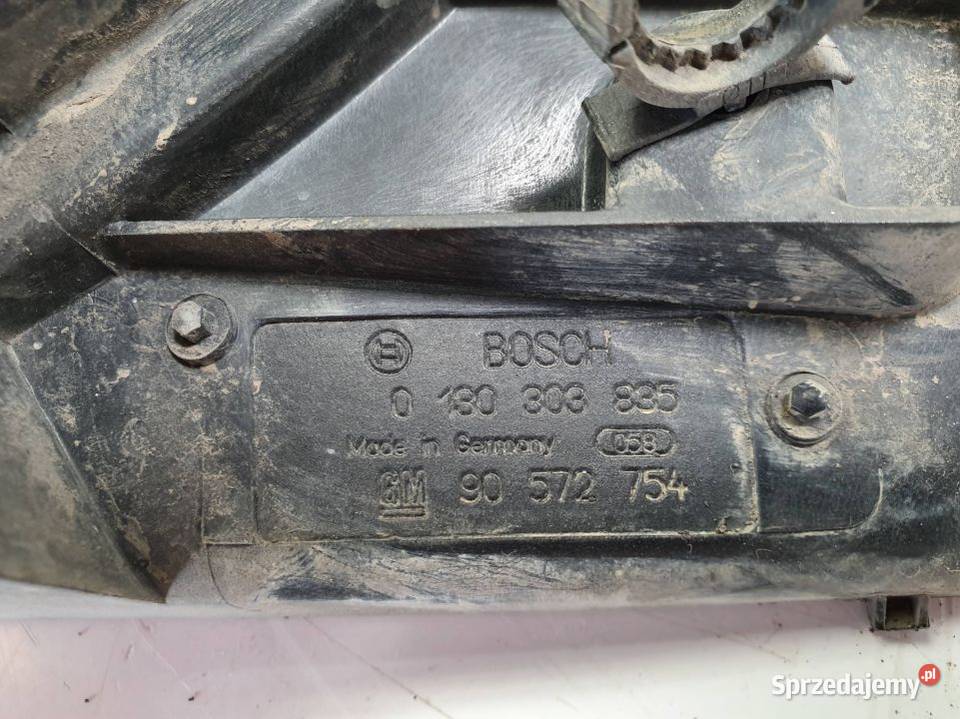 BOSCH
0 130 303 835
Made in Germany 058
GM 90 572 754
Sprzedajemy.pl